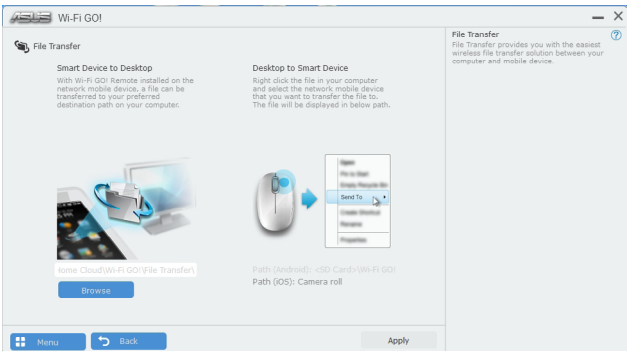 ASUS Wi-Fi GO!
File Transfer
Smart Device to Desktop
With Wi-Fi GO! Remote installed on the
network mobile device, a file can be
transferred to your preferred
destination path on your computer.
Home Cloud\Wi-Fi GO!\File Transfer\
Browse
Desktop to Smart Device
Right click the file in your computer
and select the network mobile device
that you want to transfer the file to.
The file will be displayed in below path.
Open
Pin to Start
Empty Recycle Bin
Send To
Create Shortcut
Rename
Properties
Path (Android): <SD Card>\Wi-Fi GO!
Path (iOS): Camera roll
Menu
Back
Apply
File Transfer
?
File Transfer provides you with the easiest
wireless file transfer solution between your
computer and mobile device.